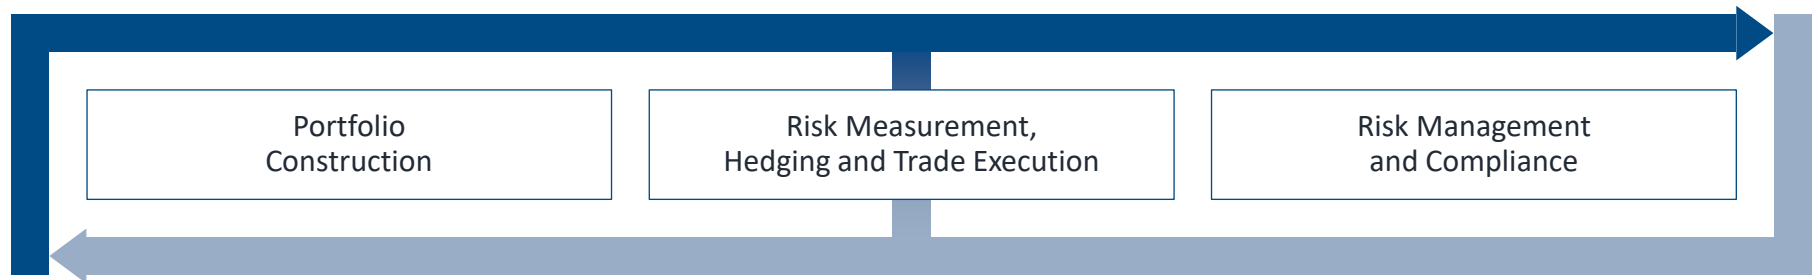 Portfolio
Construction
Risk Measurement,
Hedging and Trade Execution
Risk Management
and Compliance